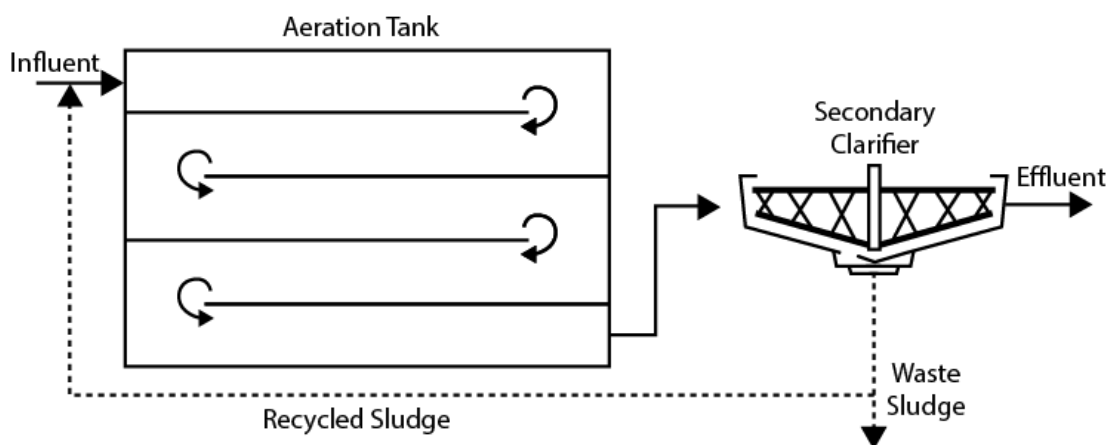 Aeration Tank
Influent
Secondary
Clarifier
Effluent
Waste
Sludge
Recycled Sludge